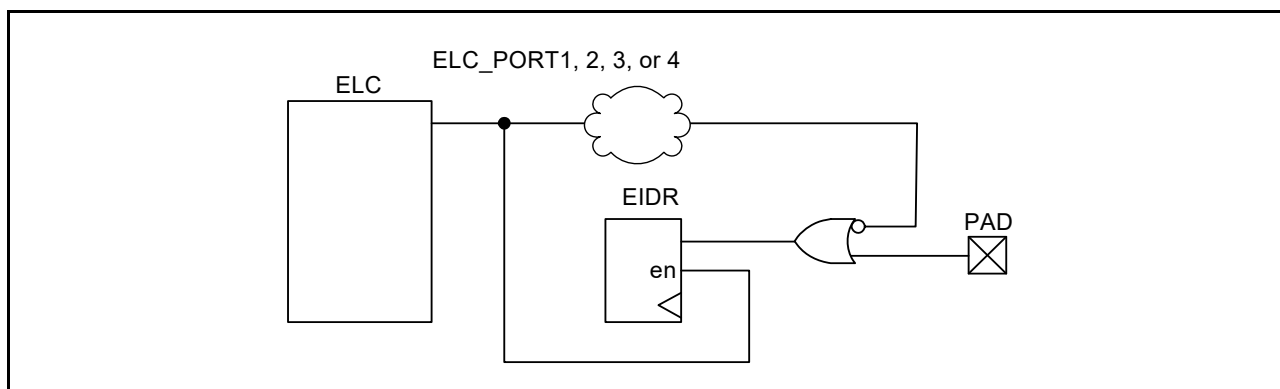 ELC_PORT1, 2, 3, or 4
ELC
EIDR
PAD
en